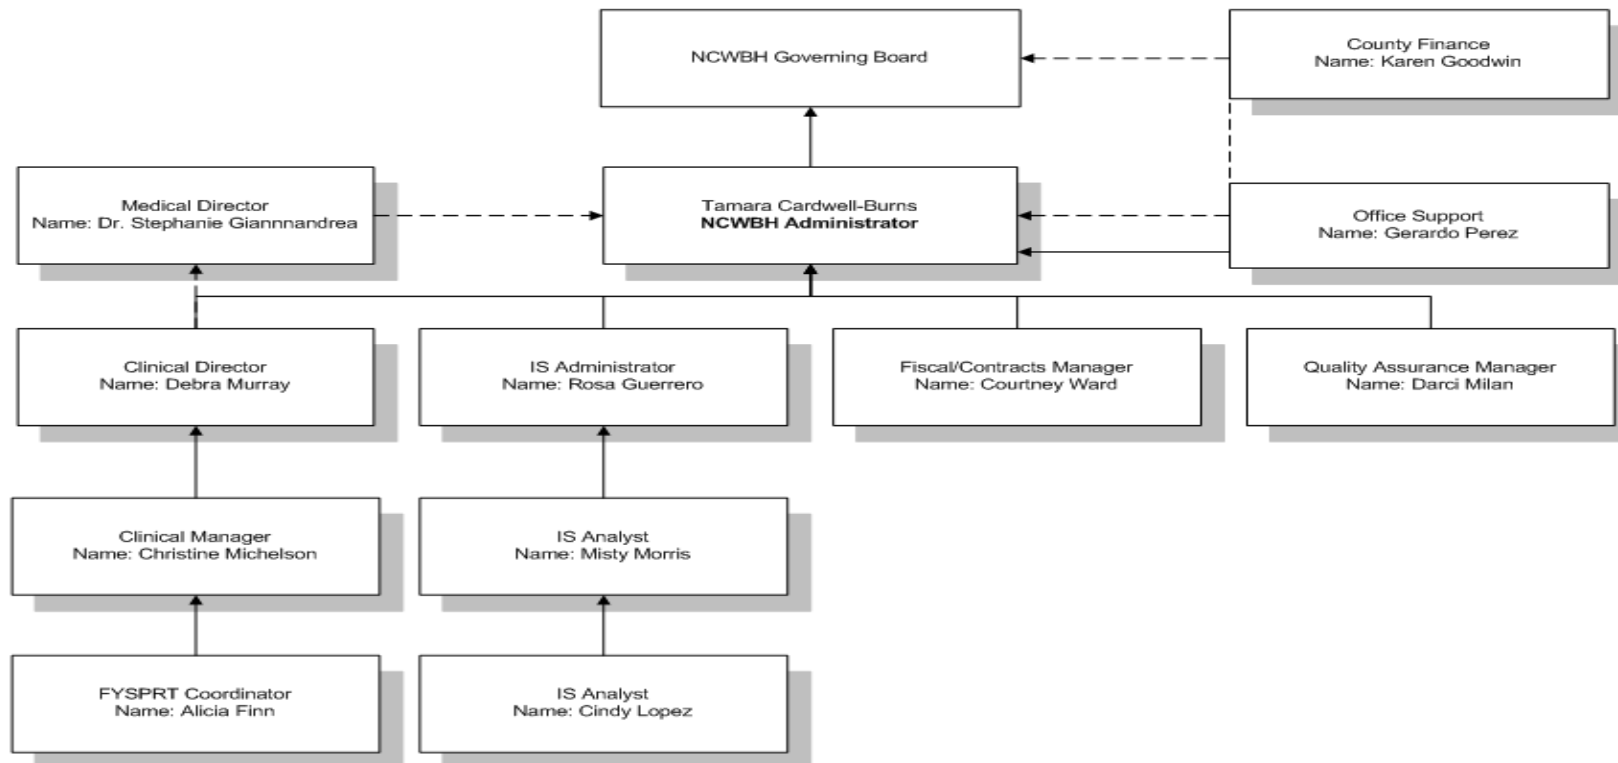 NCWBH Governing Board
County Finance
Name: Karen Goodwin
Medical Director
Name: Dr. Stephanie Giannnandrea
Tamara Cardwell-Burns
NCWBH Administrator
Office Support
Name: Gerardo Perez
Clinical Director
Name: Debra Murray
IS Administrator
Name: Rosa Guerrero
Fiscal/Contracts Manager
Name: Courtney Ward
Quality Assurance Manager
Name: Darci Milan
Clinical Manager
Name: Christine Michelson
IS Analyst
Name: Misty Morris
FYSPRT Coordinator
Name: Alicia Finn
IS Analyst
Name: Cindy Lopez